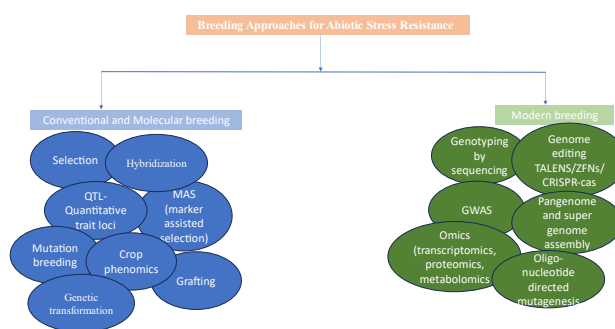 Breeding Approaches for Abiotic Stress Resistance
Conventional and Molecular breeding
Selection
Hybridization
QTL-
Quantitative
trait loci
MAS
(marker
assisted
selection)
Mutation
breeding
Crop
phenomics
Grafting
Genetic
transformation
Modern breeding
Genotyping
by
sequencing
Genome
editing
TALENS/ZFNs/
CRISPR-cas
GWAS
Pangenome
and super
genome
assembly
Omics
(transcriptomics,
proteomics,
metabolomics
Oligo-
nucleotide
directed
mutagenesis